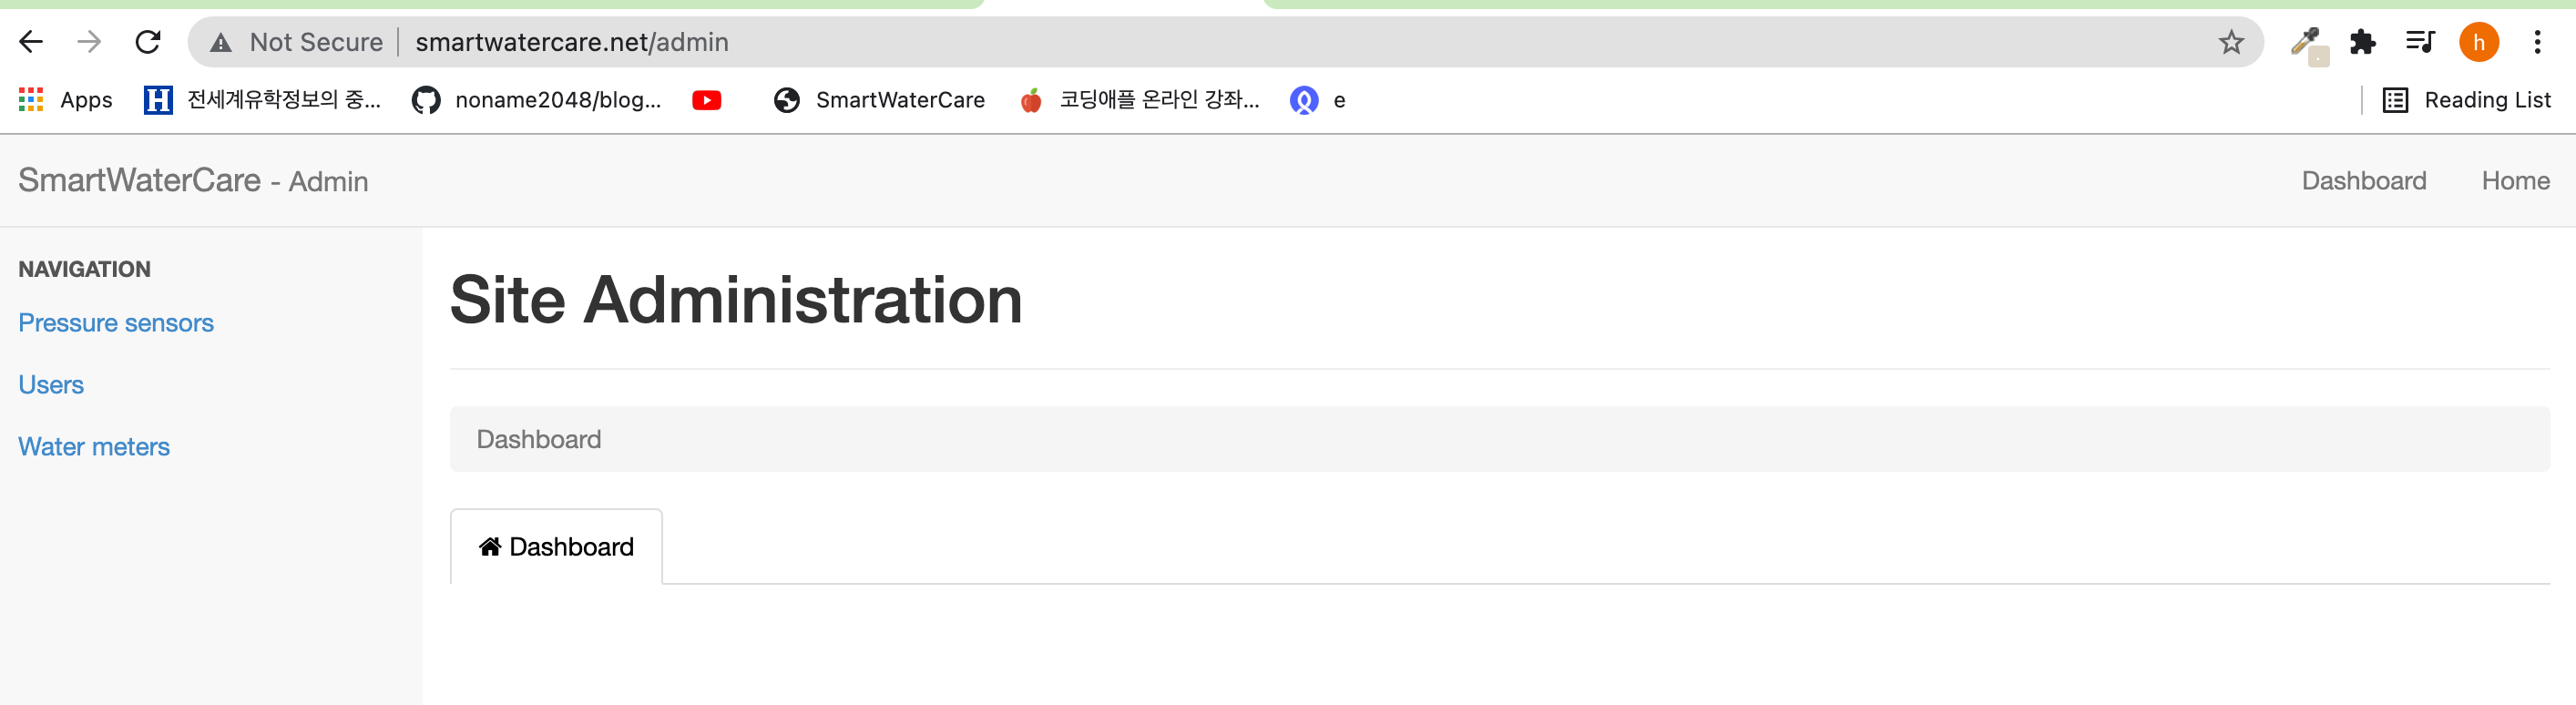 Not Secure smartwatercare.net/admin h
Apps 전세계유학정보의 중... noname2048/blog... SmartWaterCare 코딩애플 온라인 강좌... e Reading List
SmartWaterCare - Admin Dashboard Home
NAVIGATION
Pressure sensors
Users
Water meters
Site Administration
Dashboard
Dashboard